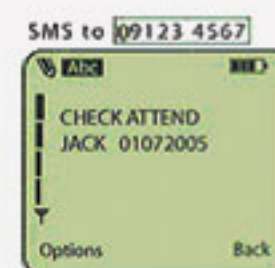 SMS to 09123 4567
Abc
CHECK ATTEND
JACK 01072005
Options Back